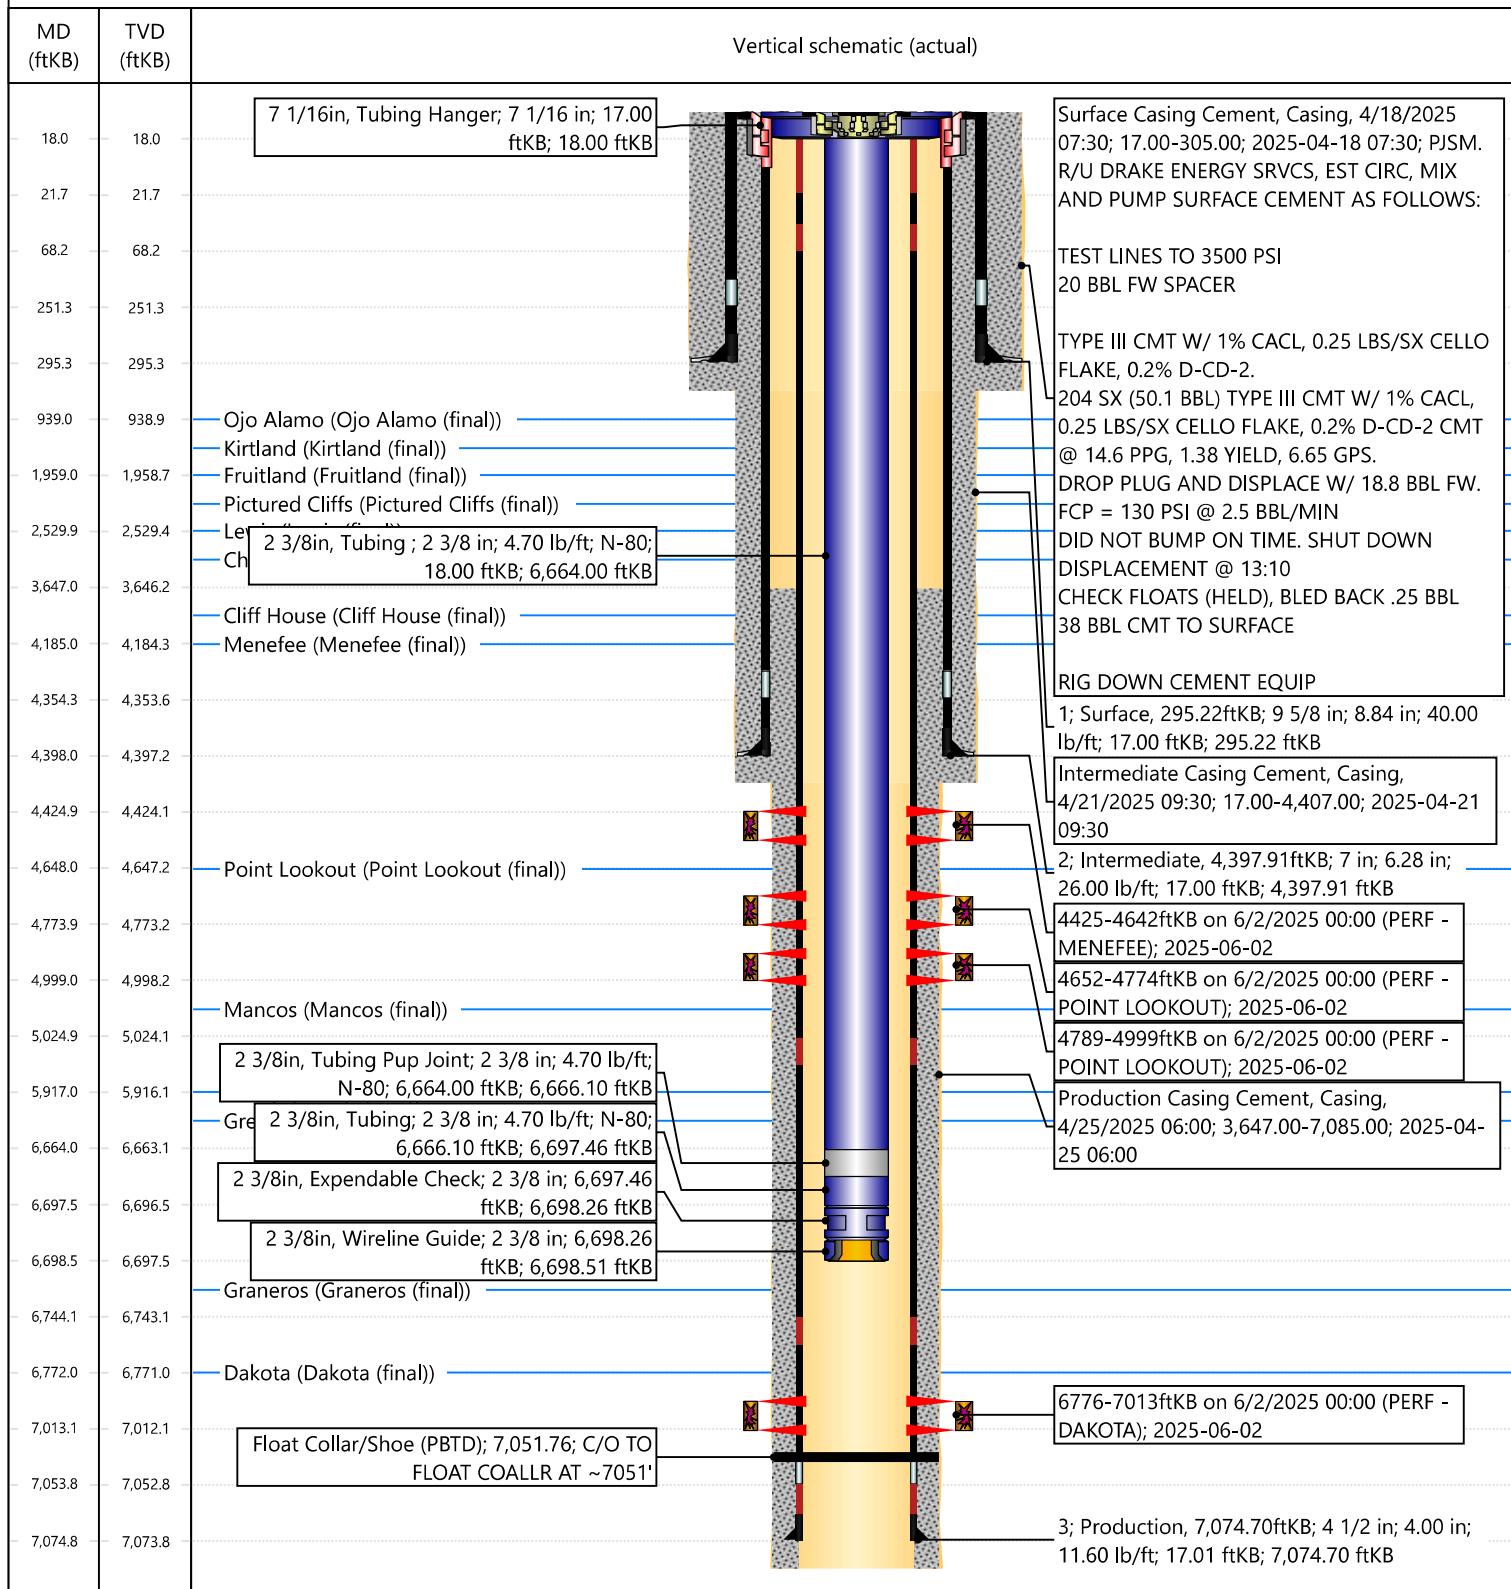 MD
(ftKB)
TVD
(ftKB)
Vertical schematic (actual)
18.0 18.0
21.7 21.7
68.2 68.2
251.3 251.3
295.3 295.3
939.0 938.9
1,959.0 1,958.7
2,529.9 2,529.4
3,647.0 3,646.2
4,185.0 4,184.3
4,354.3 4,353.6
4,398.0 4,397.2
4,424.9 4,424.1
4,648.0 4,647.2
4,773.9 4,773.2
4,999.0 4,998.2
5,024.9 5,024.1
5,917.0 5,916.1
6,664.0 6,663.1
6,697.5 6,696.5
6,698.5 6,697.5
6,744.1 6,743.1
6,772.0 6,771.0
7,013.1 7,012.1
7,053.8 7,052.8
7,074.8 7,073.8
7 1/16in, Tubing Hanger; 7 1/16 in; 17.00
ftKB; 18.00 ftKB
Ojo Alamo (Ojo Alamo (final))
Kirtland (Kirtland (final))
Fruitland (Fruitland (final))
Pictured Cliffs (Pictured Cliffs (final))
2 3/8in, Tubing ; 2 3/8 in; 4.70 lb/ft; N-80;
18.00 ftKB; 6,664.00 ftKB
Cliff House (Cliff House (final))
Menefee (Menefee (final))
Point Lookout (Point Lookout (final))
Mancos (Mancos (final))
2 3/8in, Tubing Pup Joint; 2 3/8 in; 4.70 lb/ft;
N-80; 6,664.00 ftKB; 6,666.10 ftKB
2 3/8in, Tubing; 2 3/8 in; 4.70 lb/ft; N-80;
6,666.10 ftKB; 6,697.46 ftKB
2 3/8in, Expendable Check; 2 3/8 in; 6,697.46
ftKB; 6,698.26 ftKB
2 3/8in, Wireline Guide; 2 3/8 in; 6,698.26
ftKB; 6,698.51 ftKB
Graneros (Graneros (final))
Dakota (Dakota (final))
Float Collar/Shoe (PBTD); 7,051.76; C/O TO
FLOAT COALLR AT ~7051'
Surface Casing Cement, Casing, 4/18/2025
07:30; 17.00-305.00; 2025-04-18 07:30; PJSM.
R/U DRAKE ENERGY SRVCS, EST CIRC, MIX
AND PUMP SURFACE CEMENT AS FOLLOWS:
TEST LINES TO 3500 PSI
20 BBL FW SPACER
TYPE III CMT W/ 1% CACL, 0.25 LBS/SX CELLO
FLAKE, 0.2% D-CD-2.
204 SX (50.1 BBL) TYPE III CMT W/ 1% CACL,
0.25 LBS/SX CELLO FLAKE, 0.2% D-CD-2 CMT
@ 14.6 PPG, 1.38 YIELD, 6.65 GPS.
DROP PLUG AND DISPLACE W/ 18.8 BBL FW.
FCP = 130 PSI @ 2.5 BBL/MIN
DID NOT BUMP ON TIME. SHUT DOWN
DISPLACEMENT @ 13:10
CHECK FLOATS (HELD), BLED BACK .25 BBL
38 BBL CMT TO SURFACE
RIG DOWN CEMENT EQUIP
1; Surface, 295.22ftKB; 9 5/8 in; 8.84 in; 40.00
lb/ft; 17.00 ftKB; 295.22 ftKB
Intermediate Casing Cement, Casing,
4/21/2025 09:30; 17.00-4,407.00; 2025-04-21
09:30
2; Intermediate, 4,397.91ftKB; 7 in; 6.28 in;
26.00 lb/ft; 17.00 ftKB; 4,397.91 ftKB
4425-4642ftKB on 6/2/2025 00:00 (PERF -
MENEFEE); 2025-06-02
4652-4774ftKB on 6/2/2025 00:00 (PERF -
POINT LOOKOUT); 2025-06-02
4789-4999ftKB on 6/2/2025 00:00 (PERF -
POINT LOOKOUT); 2025-06-02
Production Casing Cement, Casing,
4/25/2025 06:00; 3,647.00-7,085.00; 2025-04-
25 06:00
6776-7013ftKB on 6/2/2025 00:00 (PERF -
DAKOTA); 2025-06-02
3; Production, 7,074.70ftKB; 4 1/2 in; 4.00 in;
11.60 lb/ft; 17.01 ftKB; 7,074.70 ftKB